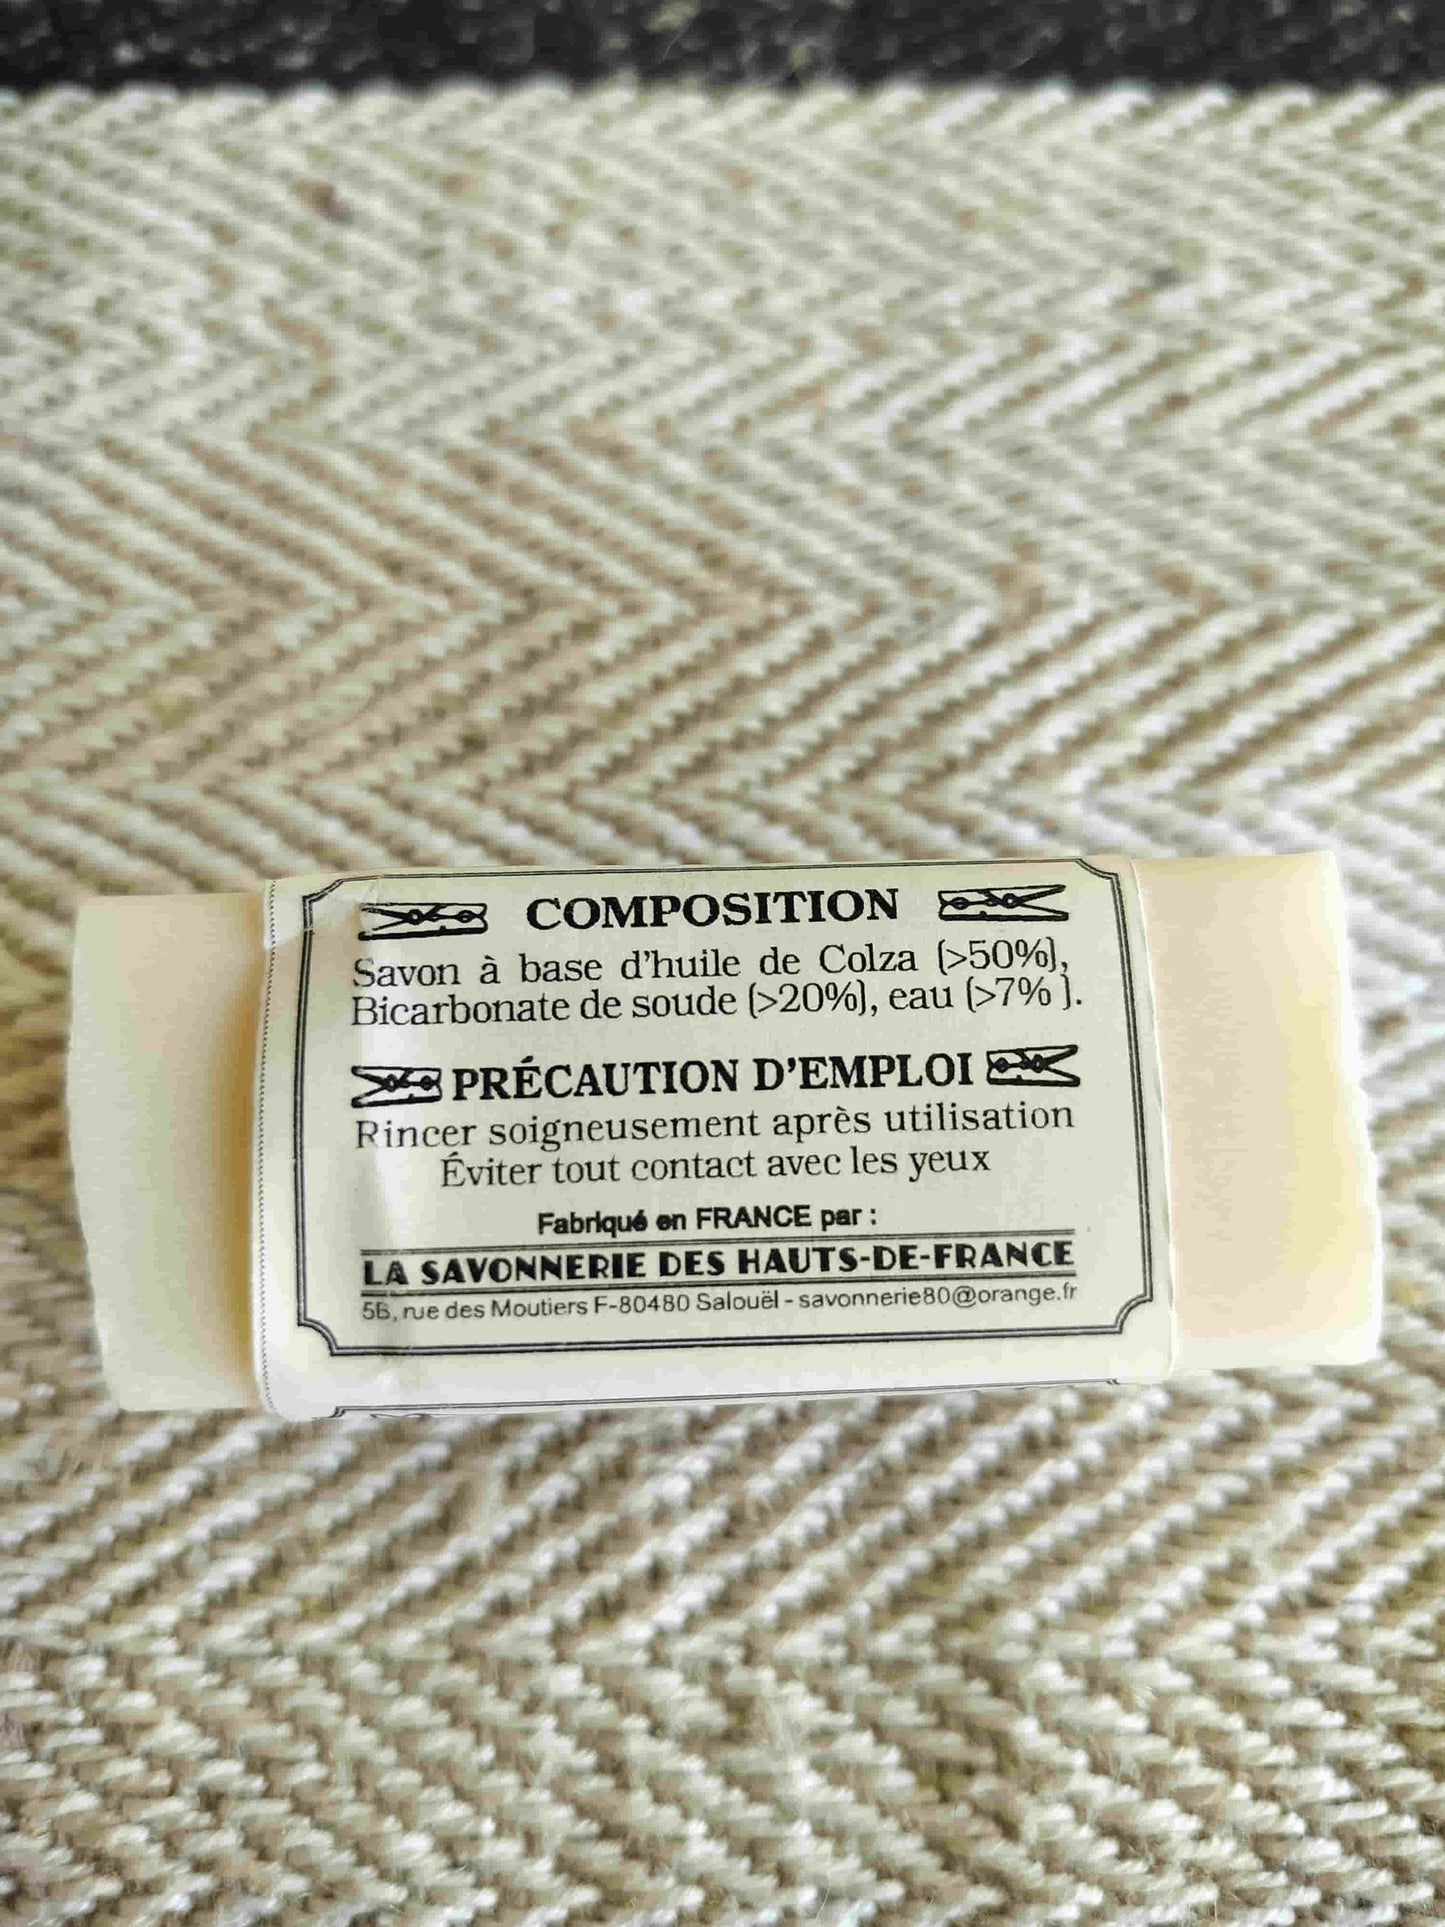 COMPOSITION
Savon à base d'huile de Colza (>50%),
Bicarbonate de soude (>20%), eau (>7% ).
PRÉCAUTION D'EMPLOI
Rincer soigneusement après utilisation
Éviter tout contact avec les yeux
Fabriqué en FRANCE par :
LA SAVONNERIE DES HAUTS-DE-FRANCE
5B, rue des Moutiers F-80480 Salouël - savonnerie80@orange.fr